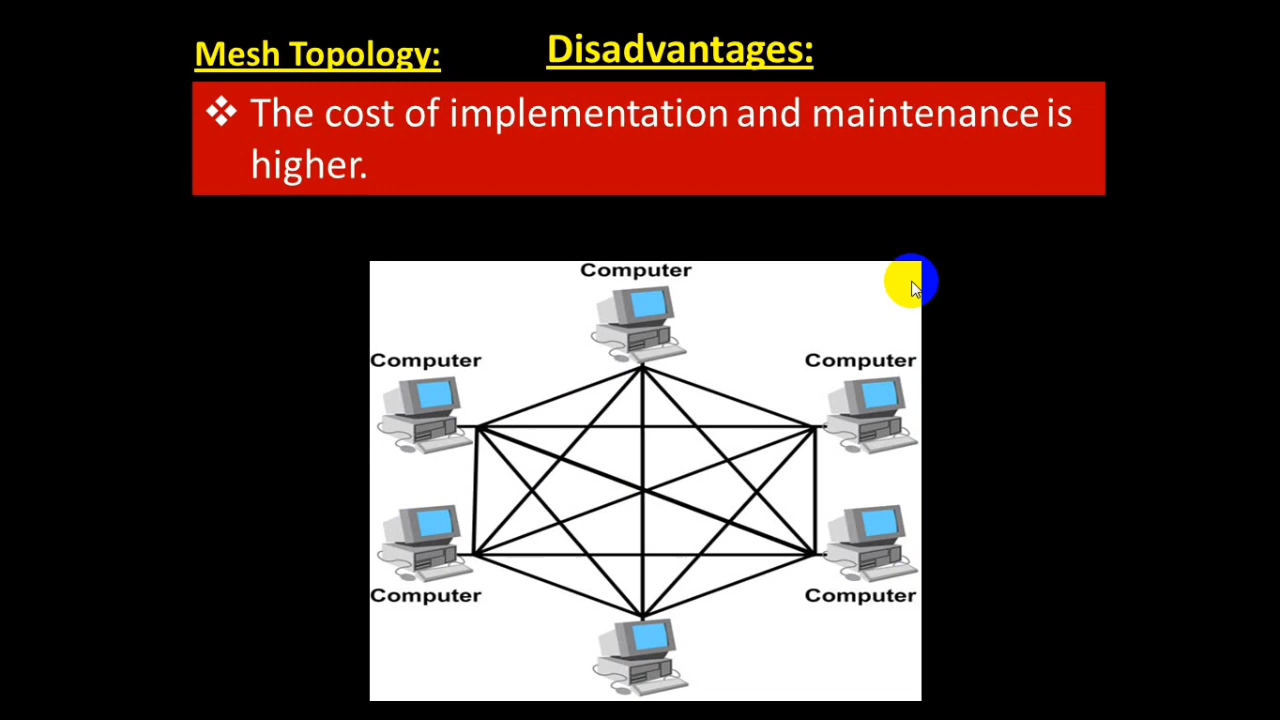 Mesh Topology:
Disadvantages:
The cost of implementation and maintenance is
higher.
Computer
Computer
Computer
Computer
Computer